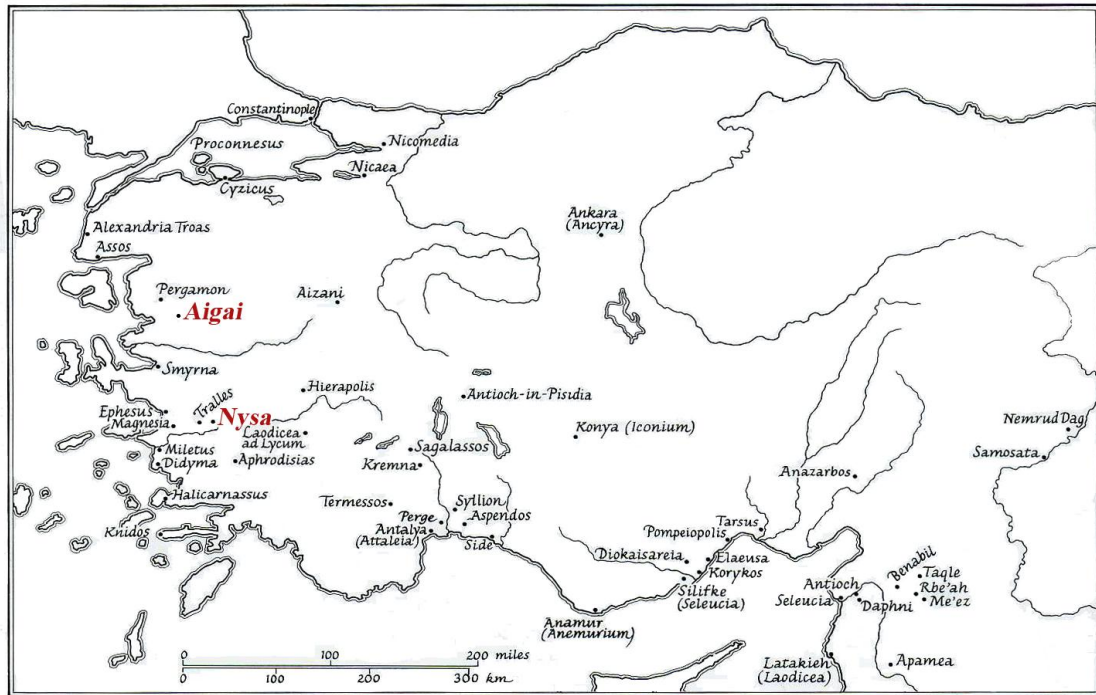 Constantinople
Proconnesus
Nicomedia
Nicaea
Cyzicus
Alexandria Troas
Assos
Ankara
(Ancyra)
Pergamon
Aigai
Aizani
Smyrna
Hierapolis
Antioch-in-Pisidia
Ephesus
Magnesia
Tralles
Nysa
Laodicea
ad Lycum
Konya (Iconium)
Nemrud Dag
Miletus
Didyma
Aphrodisias
Sagalassos
Kremna
Anazarbos
Samosata
Halicarnassus
Termessos
Syllion
Knidos
Perge
Aspendos
Antalya
(Attaleia)
Side
Pompeiopolis
Tarsus
Diokaisareia
Elaeusa
Korykos
Silifke
(Seleucia)
Antioch
Seleucia
Daphni
Benabil
Taqle
Rbe'ah
Me'ez
Anamur
(Anemurium)
Latakieh
(Laodicea)
Apamea
0 100 200 miles
0 100 200 300
km